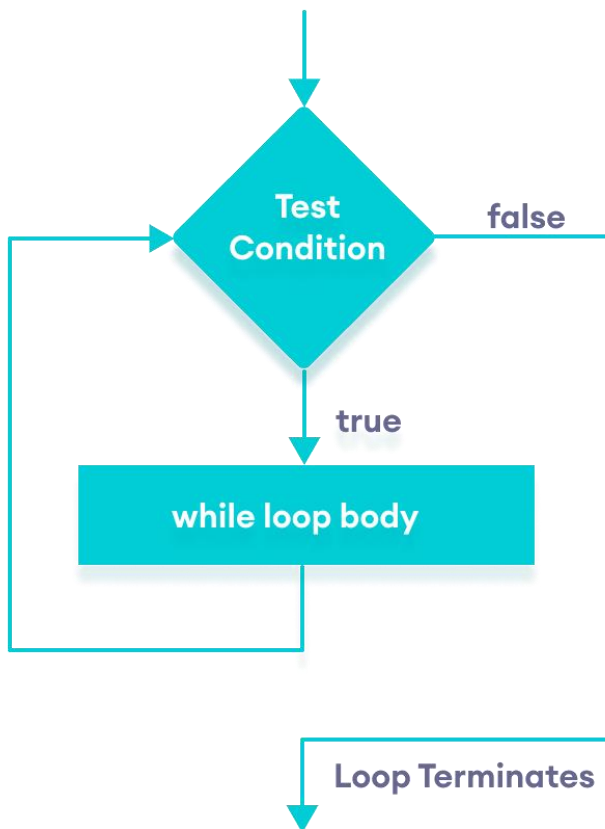 Test
Condition
false
true
while loop body
Loop Terminates